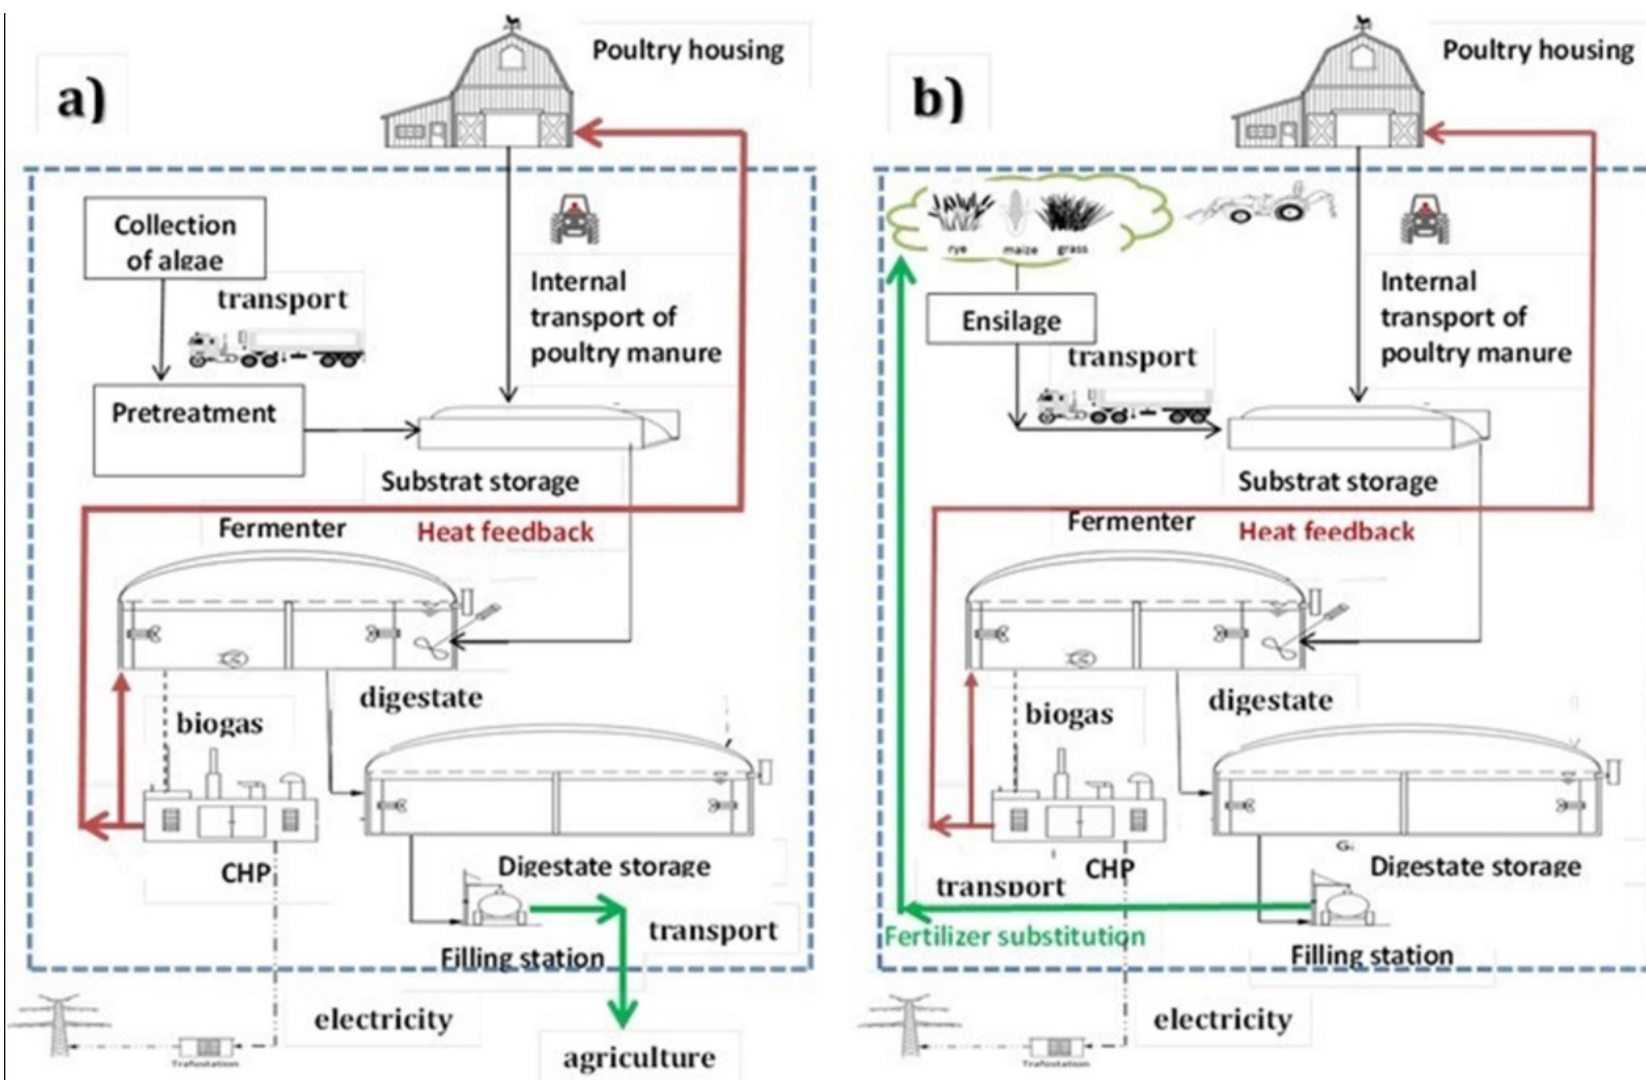 a)
Poultry housing
Collection
of algae
transport
Internal
transport of
poultry manure
Pretreatment
Substrat storage
Fermenter
Heat feedback
digestate
biogas
CHP
Digestate storage
transport
Filling station
electricity
Trafostation
agriculture
b)
Poultry housing
rye
maize
grass
Ensilage
transport
Internal
transport of
poultry manure
Substrat storage
Fermenter
Heat feedback
digestate
biogas
G.
CHP
Digestate storage
transport
Fertilizer substitution
Filling station
electricity
Trafostation